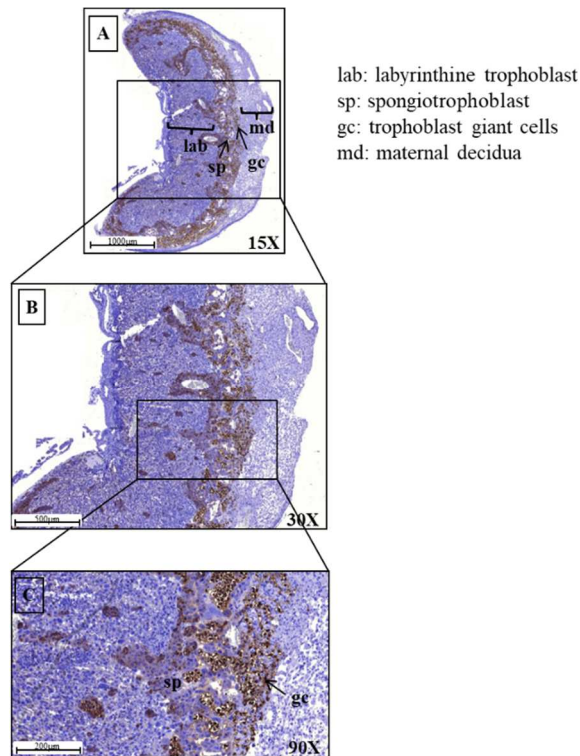 A
lab: labyrinthine trophoblast
sp: spongiotrophoblast
gc: trophoblast giant cells
md: maternal decidua
md
lab
sp
gc
1000µm
15X
B
500µm
30X
C
sp
gc
200µm
90X